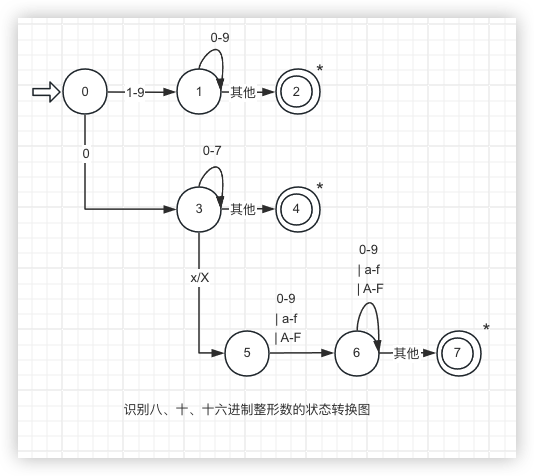 0-9
*
0
1-9
1
其他
2
0
0-7
*
3
其他
4
x/X
0-9
| a-f
| A-F
0-9
| a-f
| A-F
*
5
6
其他
7
识别八、十、十六进制整形数的状态转换图